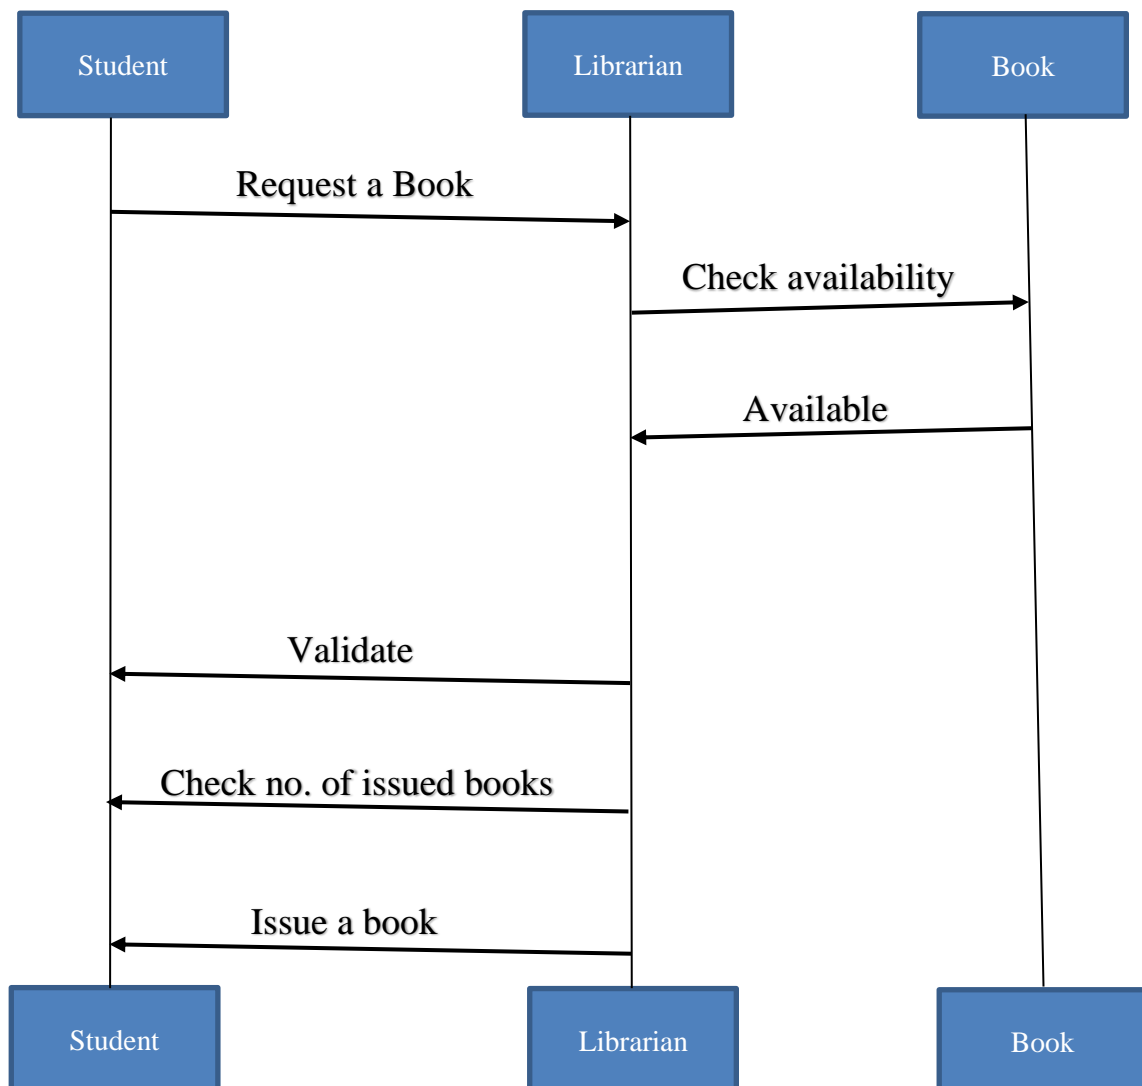 Student
Librarian
Book
Request a Book
Check availability
Available
Validate
Check no. of issued books
Issue a book
Student
Librarian
Book